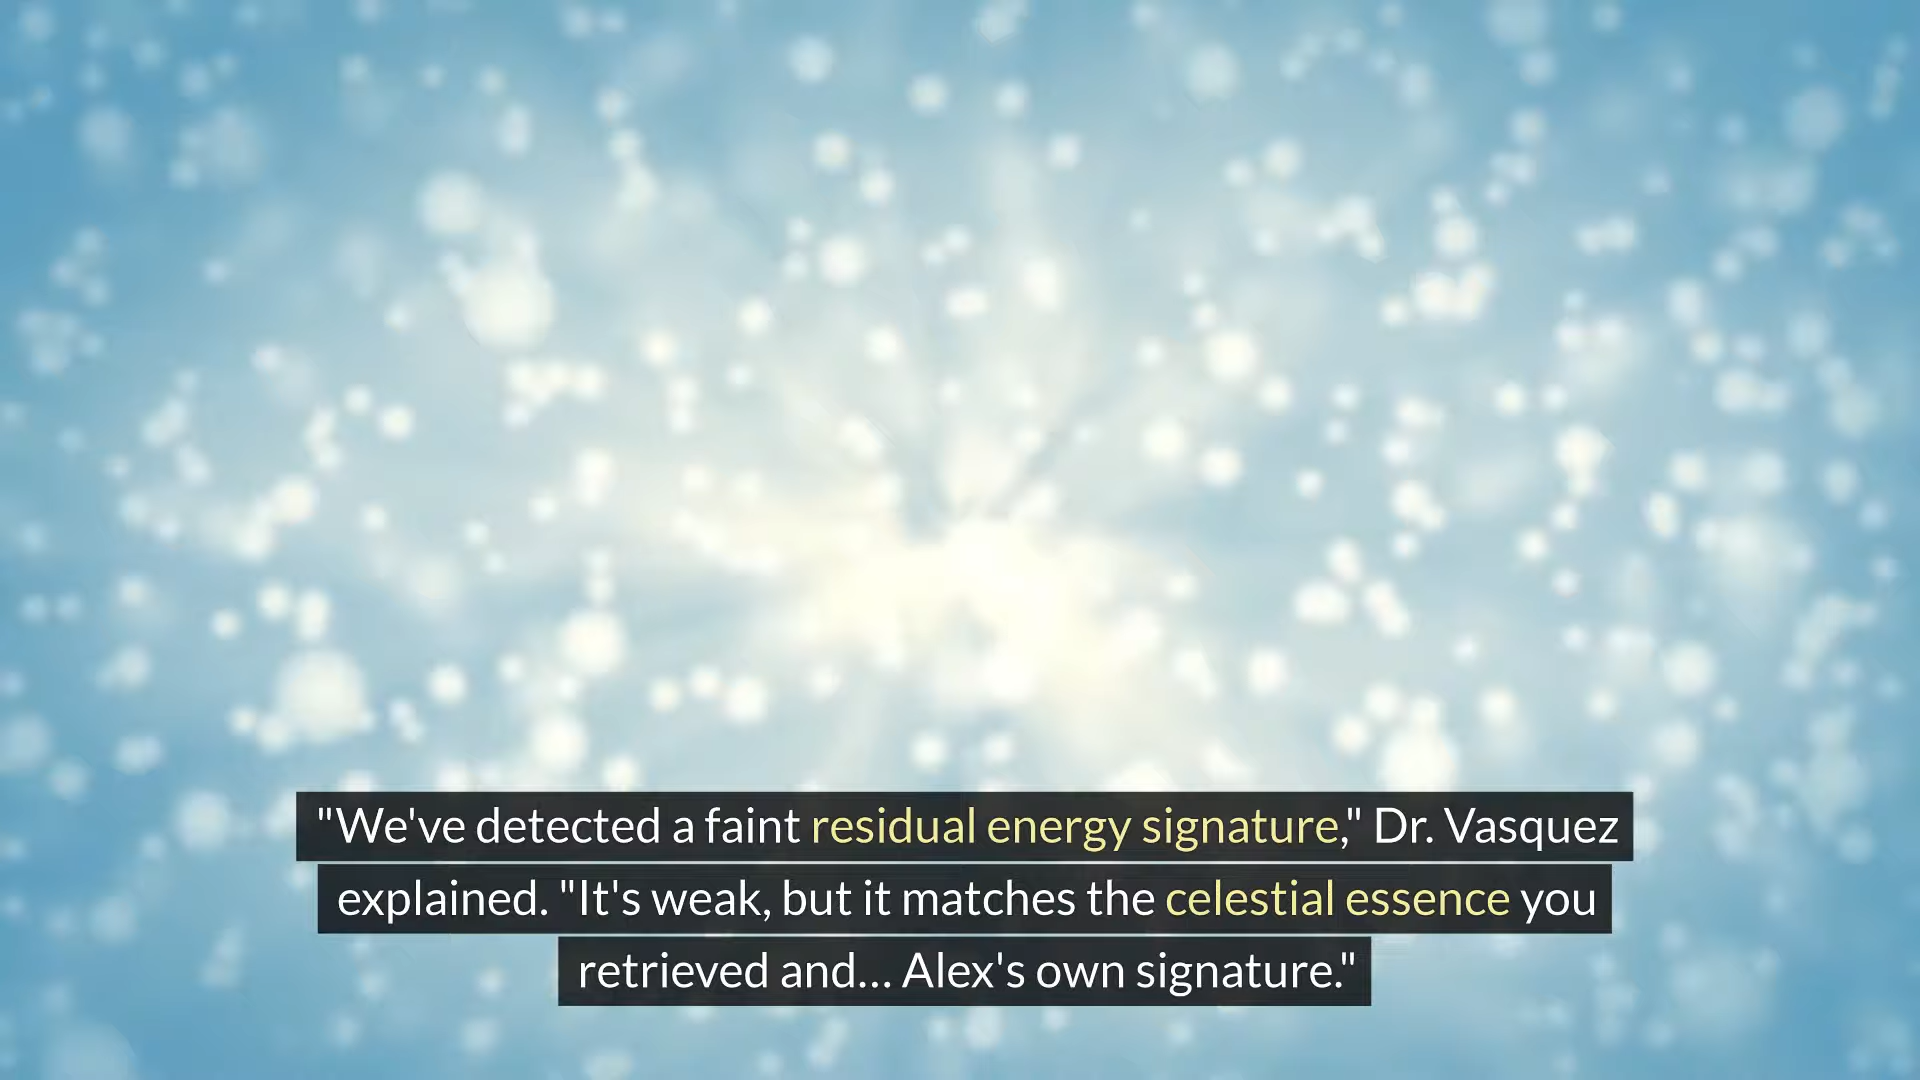 "We've detected a faint residual energy signature," Dr. Vasquez
explained. "It's weak, but it matches the celestial essence you
retrieved and... Alex's own signature."